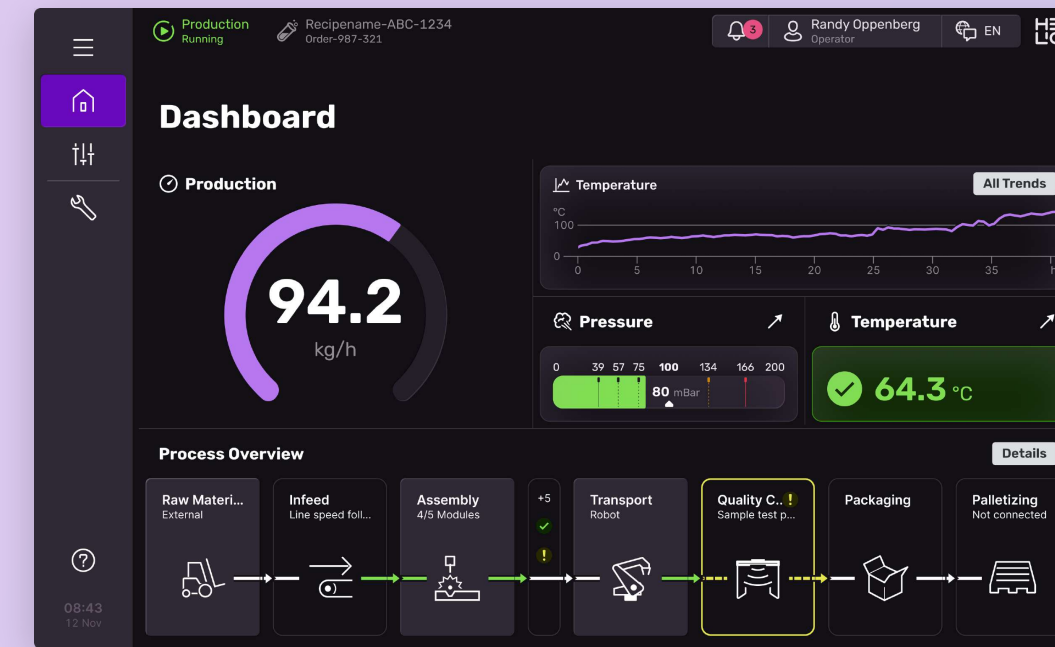 Production
Running
Recipename-ABC-1234
Order-987-321
3
Randy Oppenberg
Operator
EN
Dashboard
Production
94.2
kg/h
Temperature
All Trends
°C
100
0
0 5 10 15 20 25 30 35
Pressure
0 39 57 75 100 134 166 200
80 mBar
Temperature
64.3 °C
Process Overview
Details
Raw Materi...
External
Infeed
Line speed foll...
Assembly
4/5 Modules
+5
!
Transport
Robot
Quality C.. !
Sample test p...
Packaging
Palletizing
Not connected
?
08:43
12 Nov